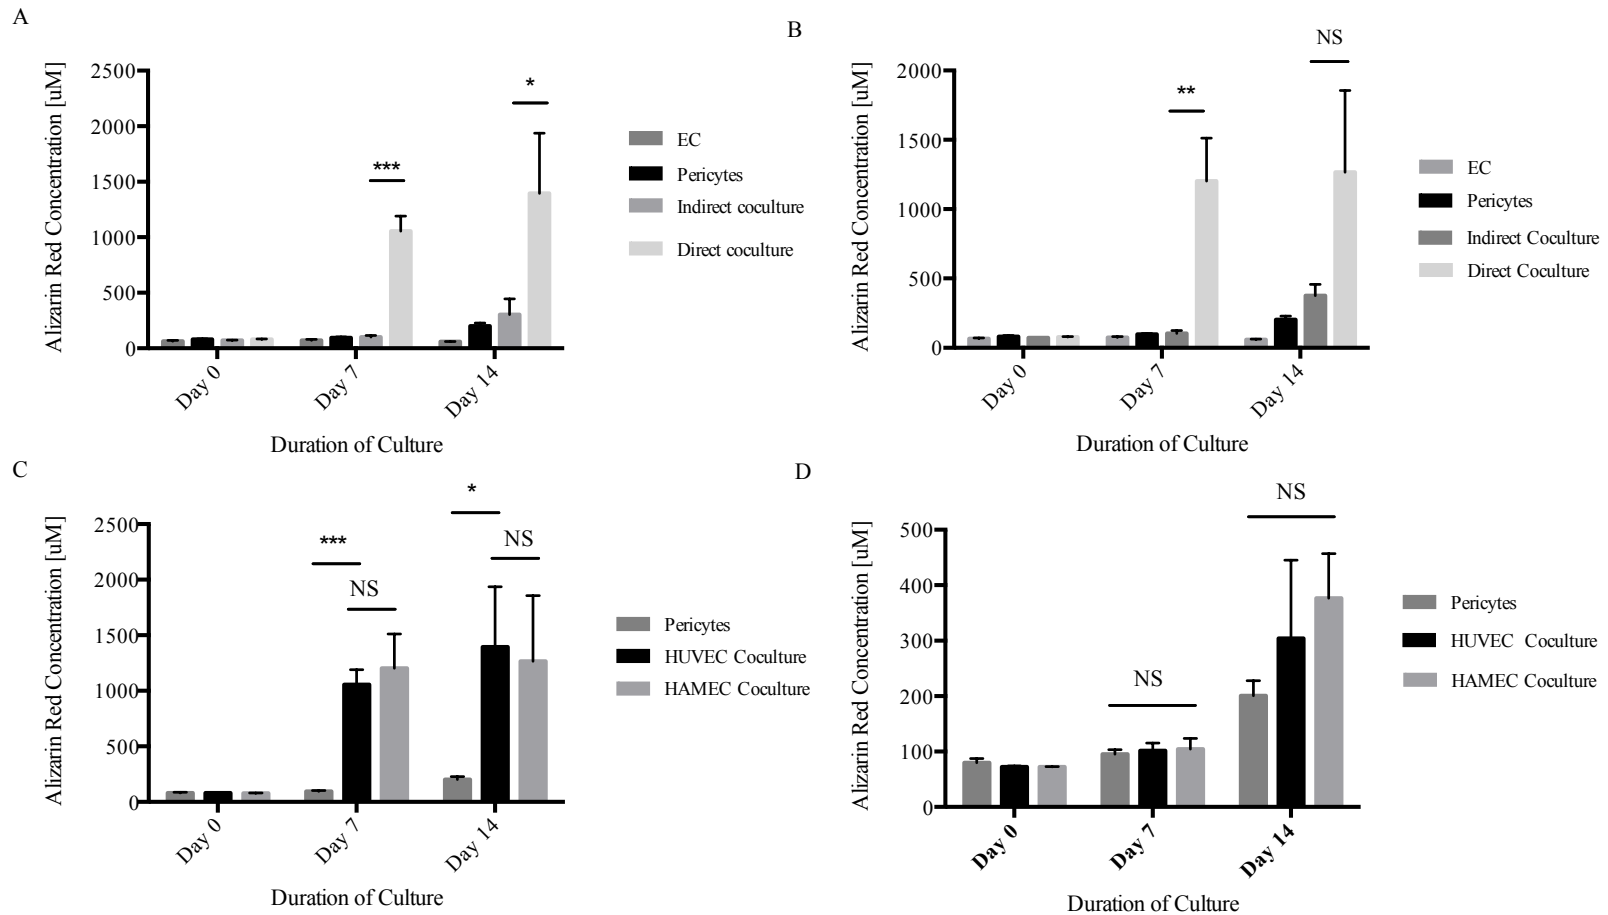 A
Alizarin Red Concentration [uM]
2500
2000
1500
1000
500
0
***
*
Day 0
Day 7
Day 14
Duration of Culture
EC
Pericytes
Indirect coculture
Direct coculture
B
Alizarin Red Concentration [uM]
2000
1500
1000
500
0
**
NS
Day 0
Day 7
Day 14
Duration of Culture
EC
Pericytes
Indirect Coculture
Direct Coculture
C
Alizarin Red Concentration [uM]
2500
2000
1500
1000
500
0
***
NS
*
NS
Day 0
Day 7
Day 14
Duration of Culture
Pericytes
HUVEC Coculture
HAMEC Coculture
D
Alizarin Red Concentration [uM]
500
400
300
200
100
0
NS
NS
Day 0
Day 7
Day 14
Duration of Culture
Pericytes
HUVEC Coculture
HAMEC Coculture